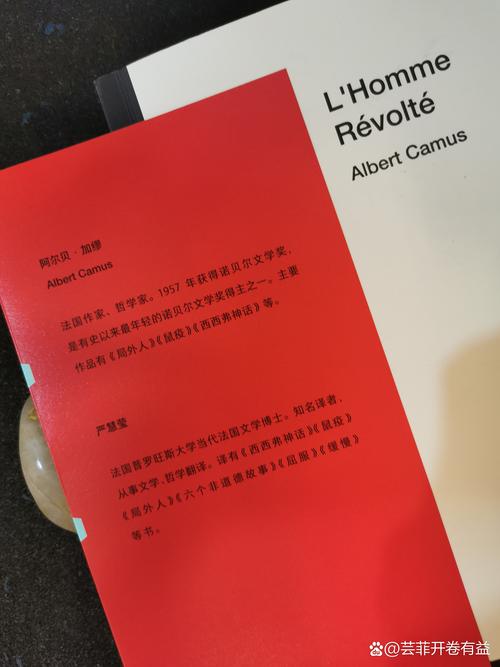 L'Homme
Révolté
Albert Camus
阿尔贝·加缪
Albert Camus
法国作家、哲学家。1957 年获得诺贝尔文学奖,
是有史以来最年轻的诺贝尔文学奖得主之一。主要
作品有《局外人》《鼠疫》《西西弗神话》等。
严慧莹
法国普罗旺斯大学当代法国文学博士。知名译者,
从事文学、哲学翻译。译有《西西弗神话》《鼠疫》
《局外人》《六个非道德故事》《屈服》《缓慢》
等书。
百家号/芸菲开卷有益